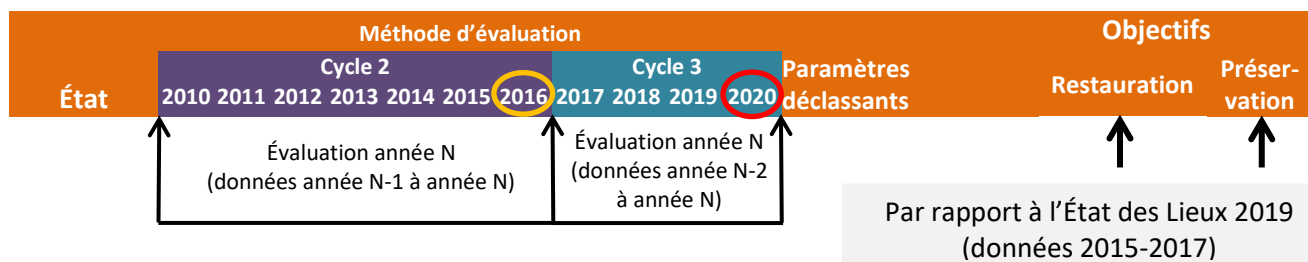 Méthode d'évaluation
Objectifs
Cycle 2
Cycle 3
Paramètres
déclassants
Restauration
Préser-
vation
État
2010 2011 2012 2013 2014 2015 2016 2017 2018 2019 2020
Évaluation année N
(données année N-1 à année N)
Évaluation année N
(données année N-2
à année N)
Par rapport à l'État des Lieux 2019
(données 2015-2017)